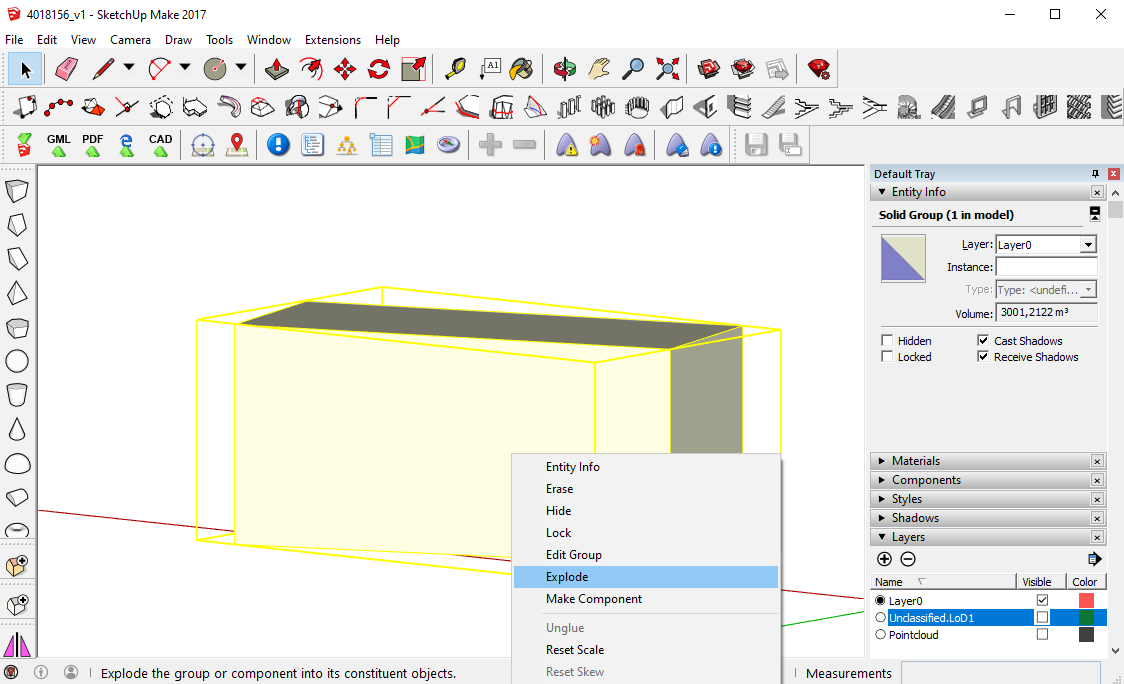 4018156_v1 - SketchUp Make 2017
File Edit View Camera Draw Tools Window Extensions Help
A1
GML PDF CAD
Default Tray
Entity Info
Solid Group (1 in model)
Layer: Layer0
Instance:
Type: Type: <undefi...
Volume: 3001,2122 m³
Hidden Cast Shadows
Locked Receive Shadows
Entity Info
Erase
Hide
Lock
Edit Group
Explode
Make Component
Unglue
Reset Scale
Reset Skew
Materials
Components
Styles
Shadows
Layers
Name Visible Color
Layer0
Unclassified.LoD1
Pointcloud
Explode the group or component into its constituent objects.
Measurements